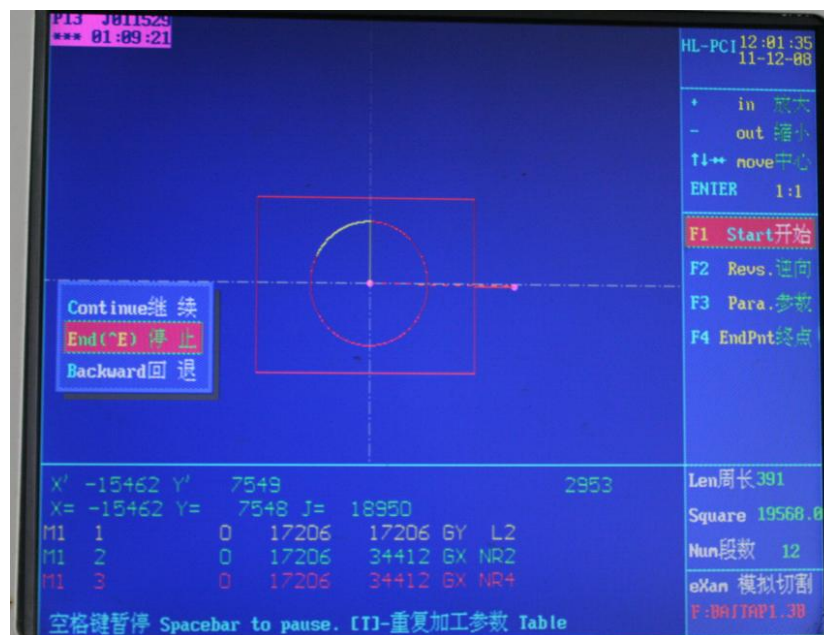 PI3 J011529
*** 01:09:21
HL-PCI 12:01:35
11-12-08
+ in 放大
- out 缩小
↑↓↔ move中心
ENTER 1:1
F1 Start开始
F2 Revs.逆向
F3 Para.参数
F4 EndPnt终点
Continue继 续
End(^E) 停 止
Backward回 退
X' -15462 Y' 7549 2953
X= -15462 Y= 7548 J= 18950
M1 1 0 17206 17206 GY L2
M1 2 0 17206 34412 GX NR2
M1 3 0 17206 34412 GX NR4
空格键暂停 Spacebar to pause. [T]-重复加工参数 Table
Len周长391
Square 19568.0
Num段数 12
eXam 模拟切割
F:BAITAP1.3B